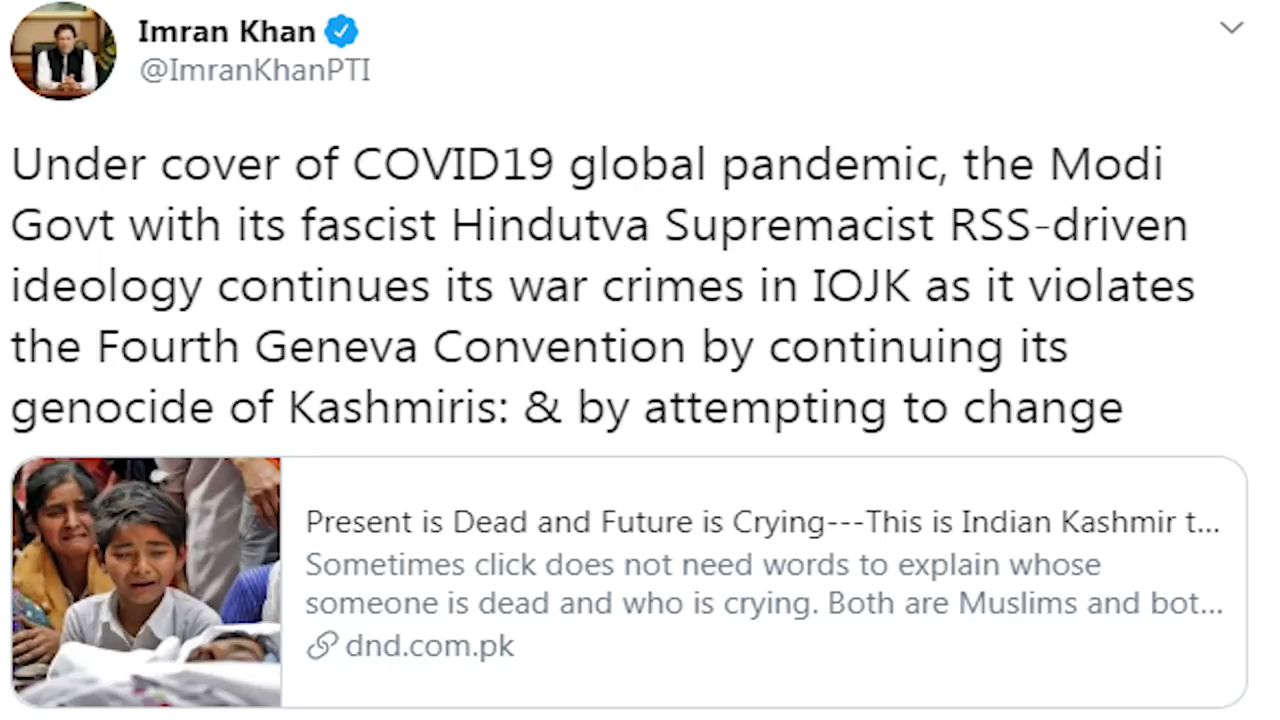 Imran Khan
@ImranKhanPTI
Under cover of COVID19 global pandemic, the Modi
Govt with its fascist Hindutva Supremacist RSS-driven
ideology continues its war crimes in IOJK as it violates
the Fourth Geneva Convention by continuing its
genocide of Kashmiris: & by attempting to change
Present is Dead and Future is Crying---This is Indian Kashmir t...
Sometimes click does not need words to explain whose
someone is dead and who is crying. Both are Muslims and bot...
dnd.com.pk